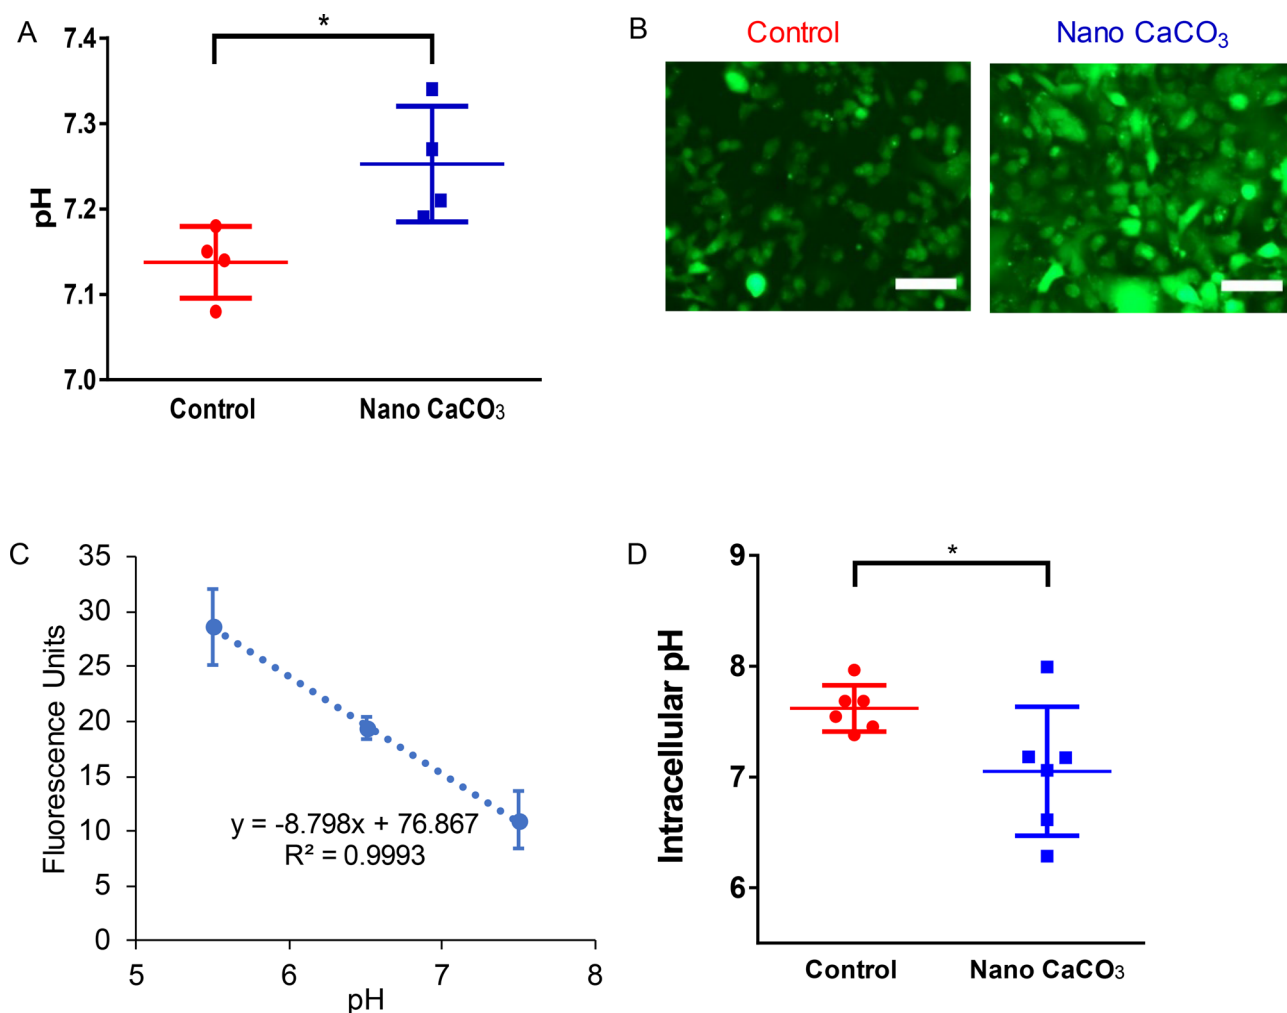 A
*
7.4
7.3
7.2
7.1
7.0
pH
Control
Nano CaCO₃
B
Control
Nano CaCO₃
C
35
30
25
20
15
10
5
0
Fluorescence Units
y = -8.798x + 76.867
R² = 0.9993
5 6 7 8
pH
D
*
9
8
7
6
Intracellular pH
Control
Nano CaCO₃